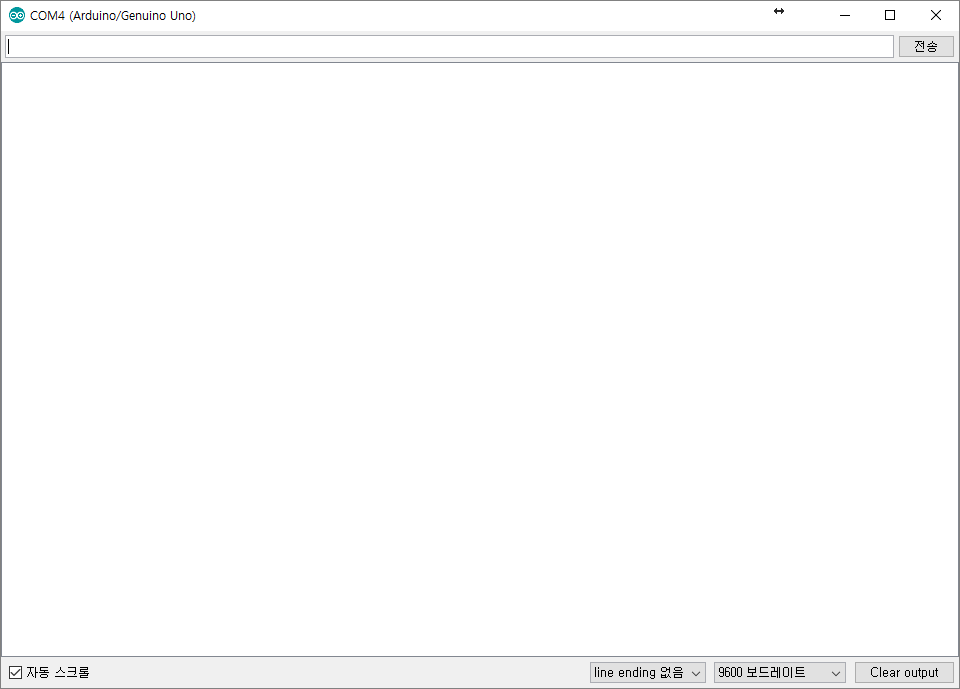 COM4 (Arduino/Genuino Uno)
전송
자동 스크롤
line ending 없음
9600 보드레이트
Clear output